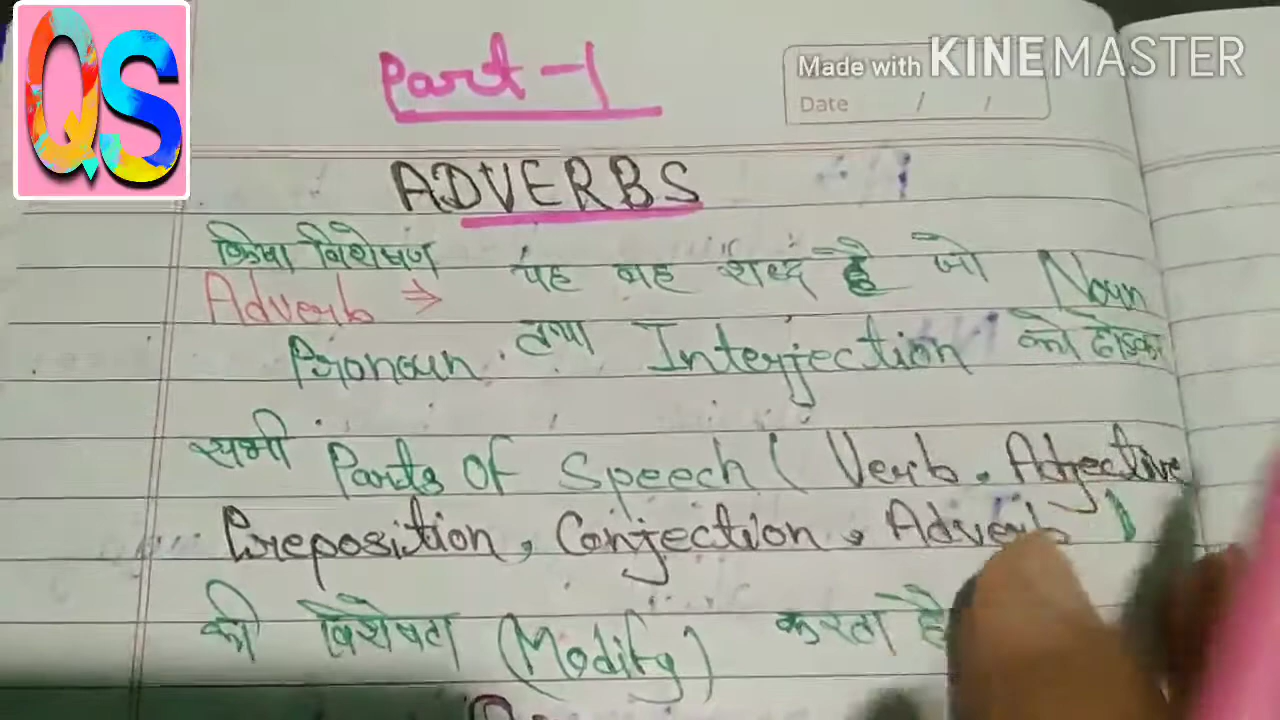 QS
Part-1
Made with KINEMASTER
Date / /
ADVERBS
क्रिया विशेषण
Adverb ⇒ यह वह शब्द है जो Noun
Pronoun. तथा Interjection को छोडकर
सभी Parts Of Speech ( Verb, Adjective
Preposition, Conjection, Adverb )
की विशेषता (Modify) करता है